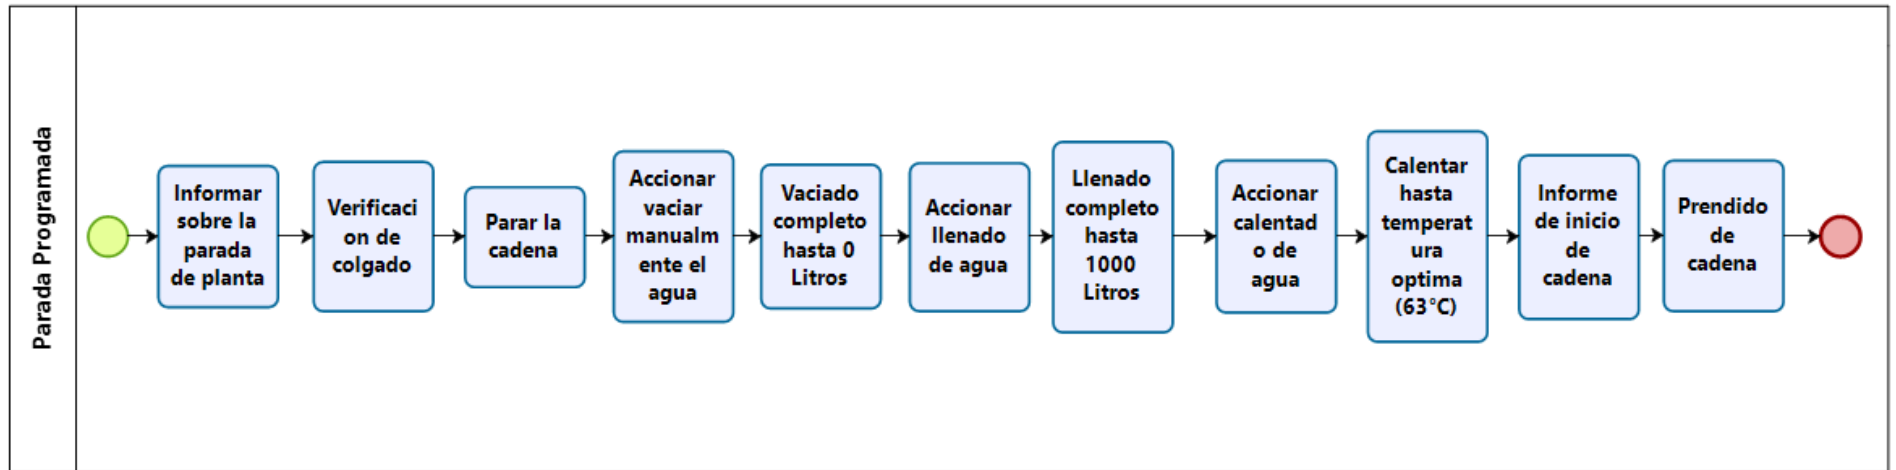 Parada Programada
Informar
sobre la
parada
de planta
Verificaci
on de
colgado
Parar la
cadena
Accionar
vaciar
manualm
ente el
agua
Vaciado
completo
hasta 0
Litros
Accionar
llenado
de agua
Llenado
completo
hasta
1000
Litros
Accionar
calentad
o de
agua
Calentar
hasta
temperat
ura
optima
(63°C)
Informe
de inicio
de
cadena
Prendido
de
cadena